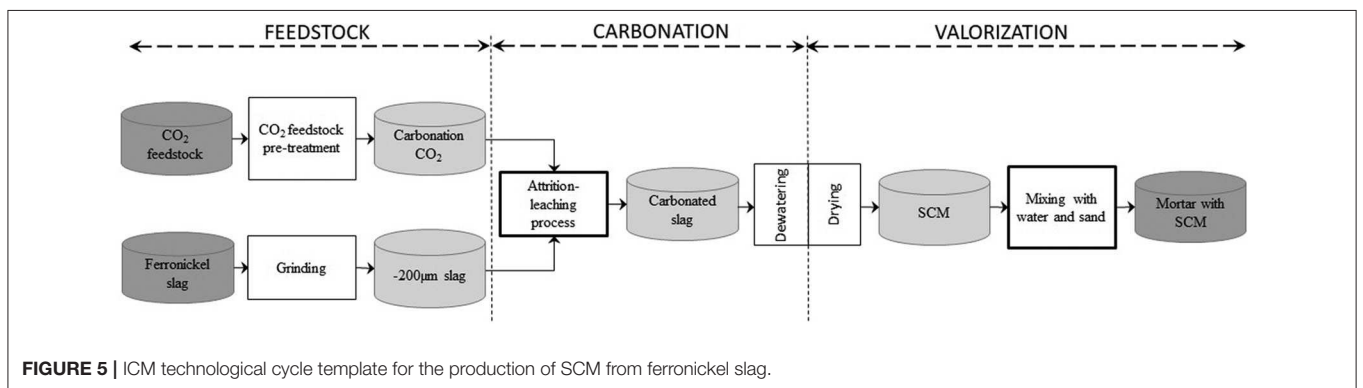 FEEDSTOCK
CARBONATION
VALORIZATION
CO₂
feedstock
CO₂ feedstock
pre-treatment
Carbonation
CO₂
Ferronickel
slag
Grinding
-200µm slag
Attrition-
leaching
process
Carbonated
slag
Dewatering
Drying
SCM
Mixing with
water and sand
Mortar with
SCM
FIGURE 5 | ICM technological cycle template for the production of SCM from ferronickel slag.